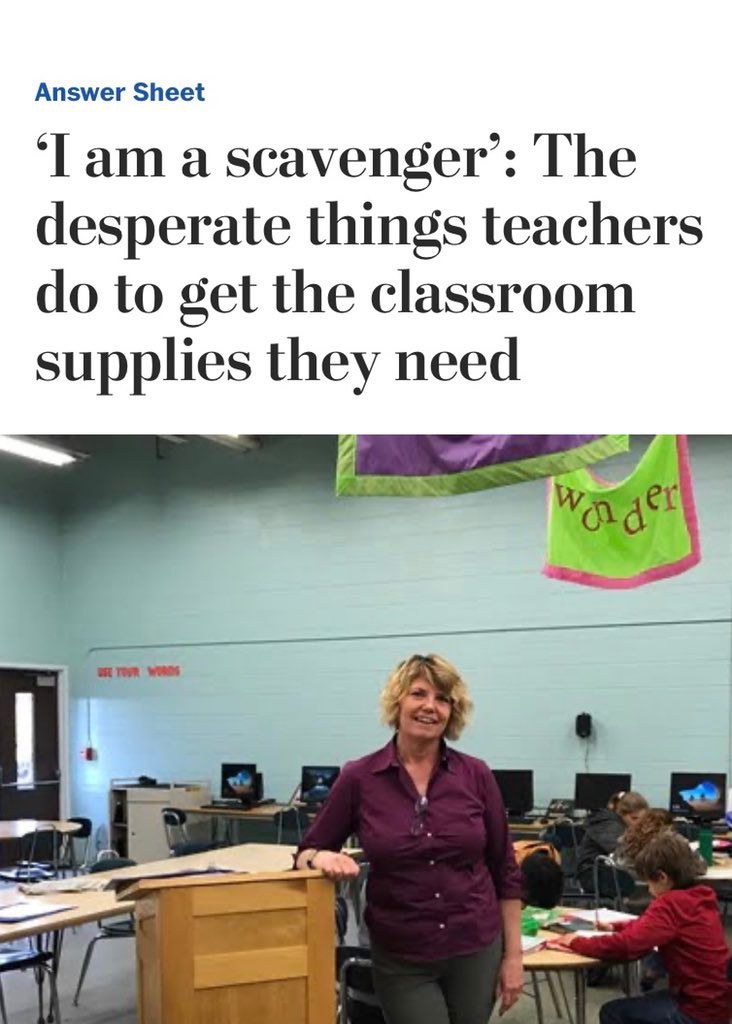 Answer Sheet
‘I am a scavenger’: The
desperate things teachers
do to get the classroom
supplies they need
wonder
USE YOUR WORDS